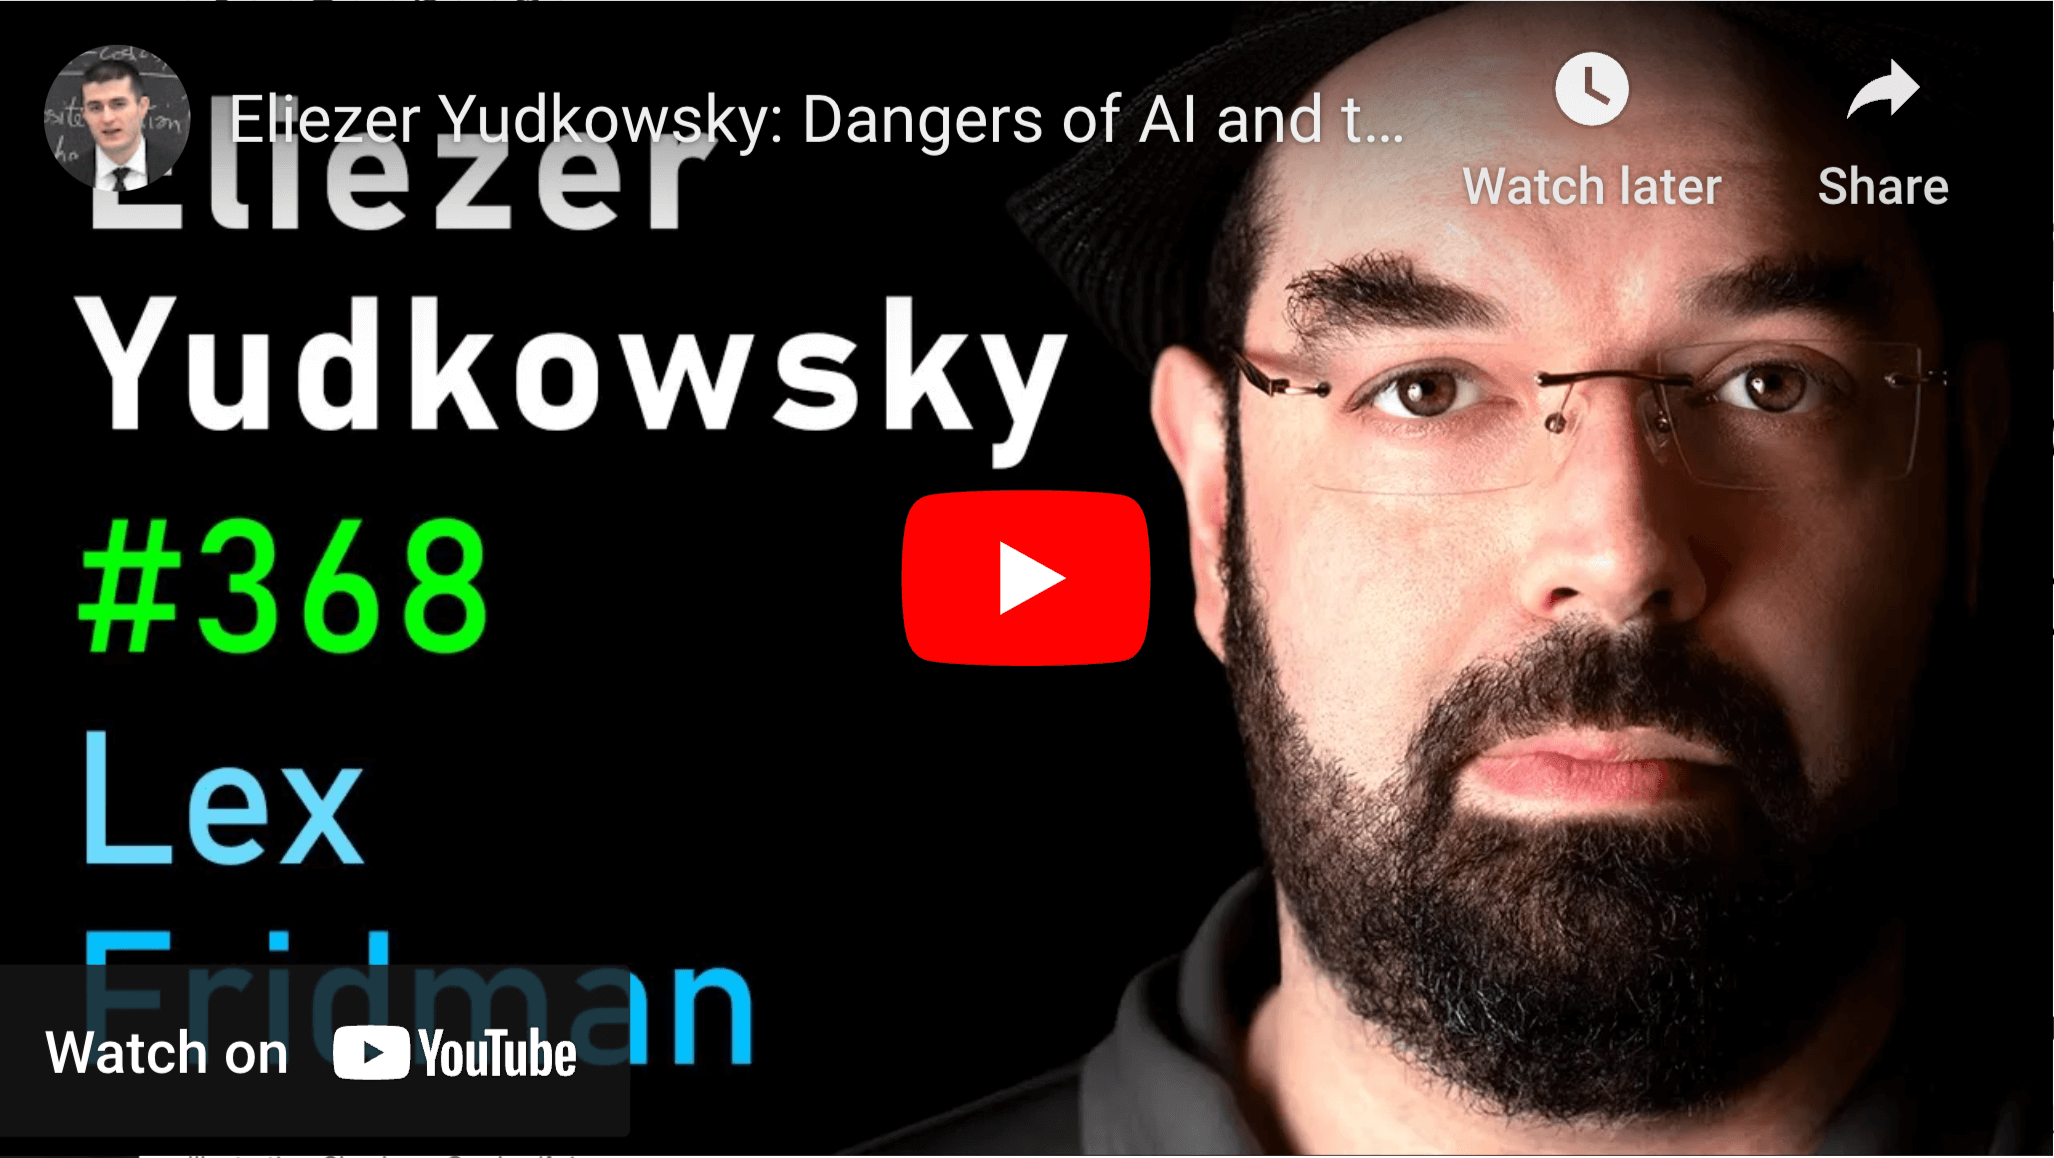 Eliezer Yudkowsky: Dangers of AI and t...
Watch later
Share
Eliezer
Yudkowsky
#368
Lex
Fridman
Watch on YouTube